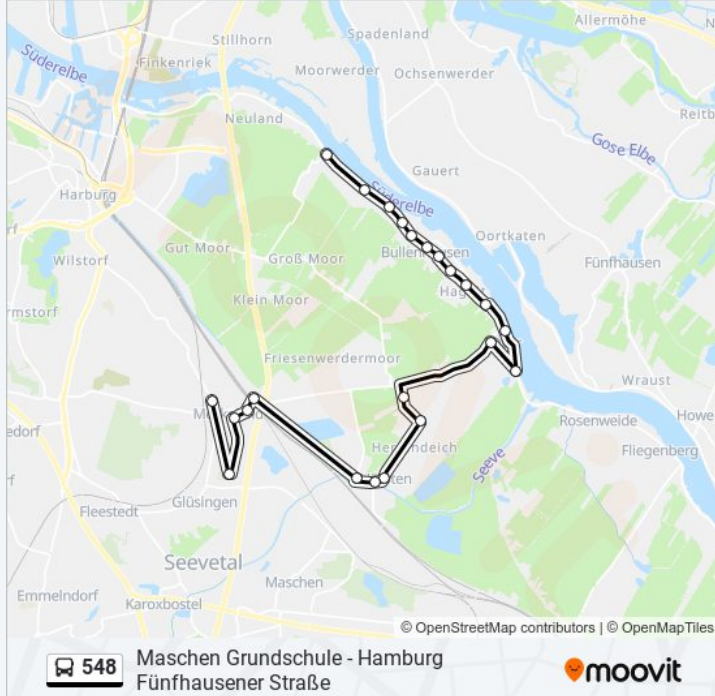 Allermöhe
Spadenland
Stillhorn
Süderelbe
Finkenriek
Moorwerder
Ochsenwerder
Neuland
Reitb
Gose Elbe
Gauert
Harburg
Süderelbe
Oortkaten
Gut Moor
Groß Moor
Bullenhausen
Wilstorf
Fünfhausen
Klein Moor
rmstorf
Friesenwerdermoor
Wraust
Rosenweide
Howe
edorf
Fliegenberg
Seeve
Glüsingen
Fleestedt
Seevetal
Maschen
Emmelndorf
Karoxbostel
© OpenStreetMap contributors | © OpenMapTiles
548
Maschen Grundschule - Hamburg
Fünfhausener Straße
moovit